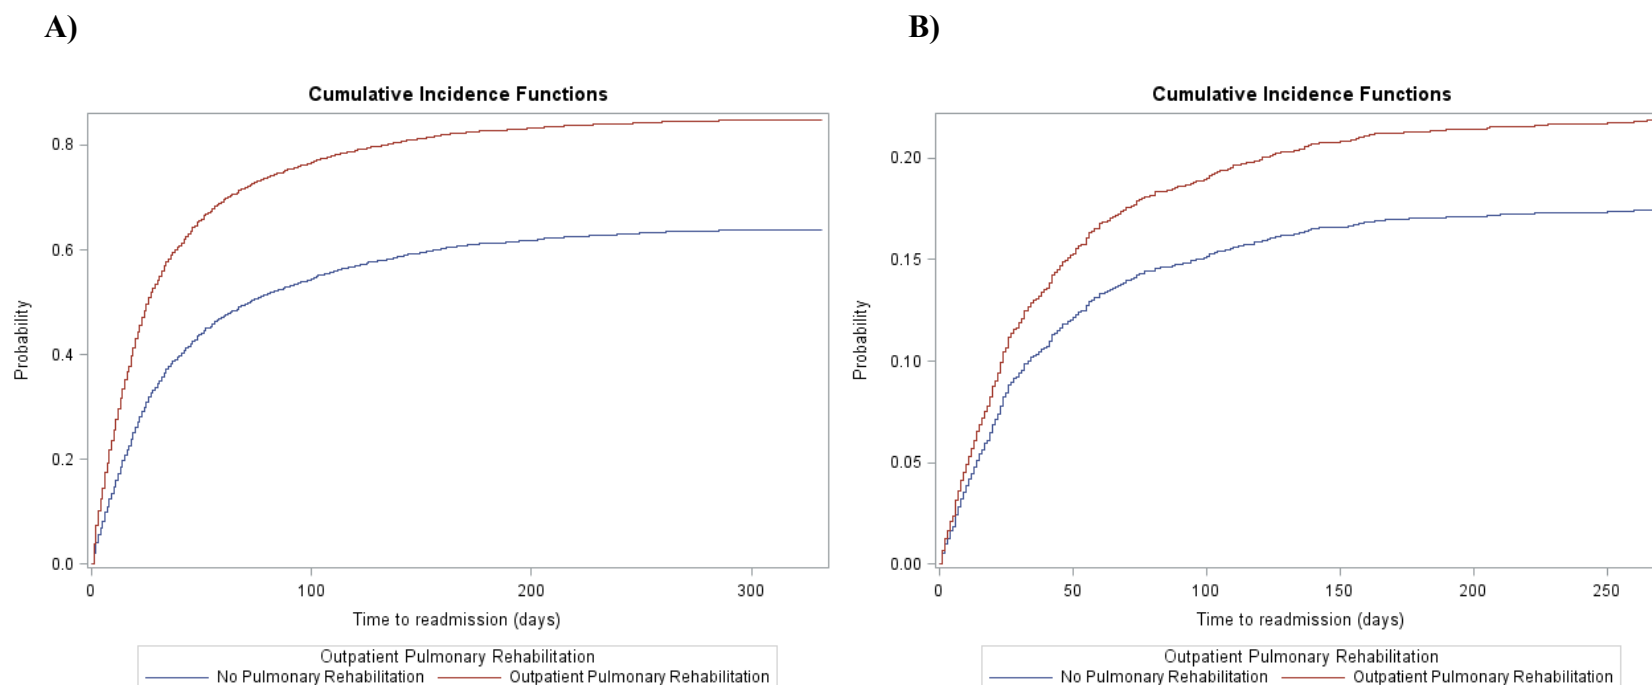 A)
Cumulative Incidence Functions
0.8
0.6
0.4
0.2
0.0
Probability
0 100 200 300
Time to readmission (days)
Outpatient Pulmonary Rehabilitation
No Pulmonary Rehabilitation Outpatient Pulmonary Rehabilitation
B)
Cumulative Incidence Functions
0.20
0.15
0.10
0.05
0.00
Probability
0 50 100 150 200 250
Time to readmission (days)
Outpatient Pulmonary Rehabilitation
No Pulmonary Rehabilitation Outpatient Pulmonary Rehabilitation